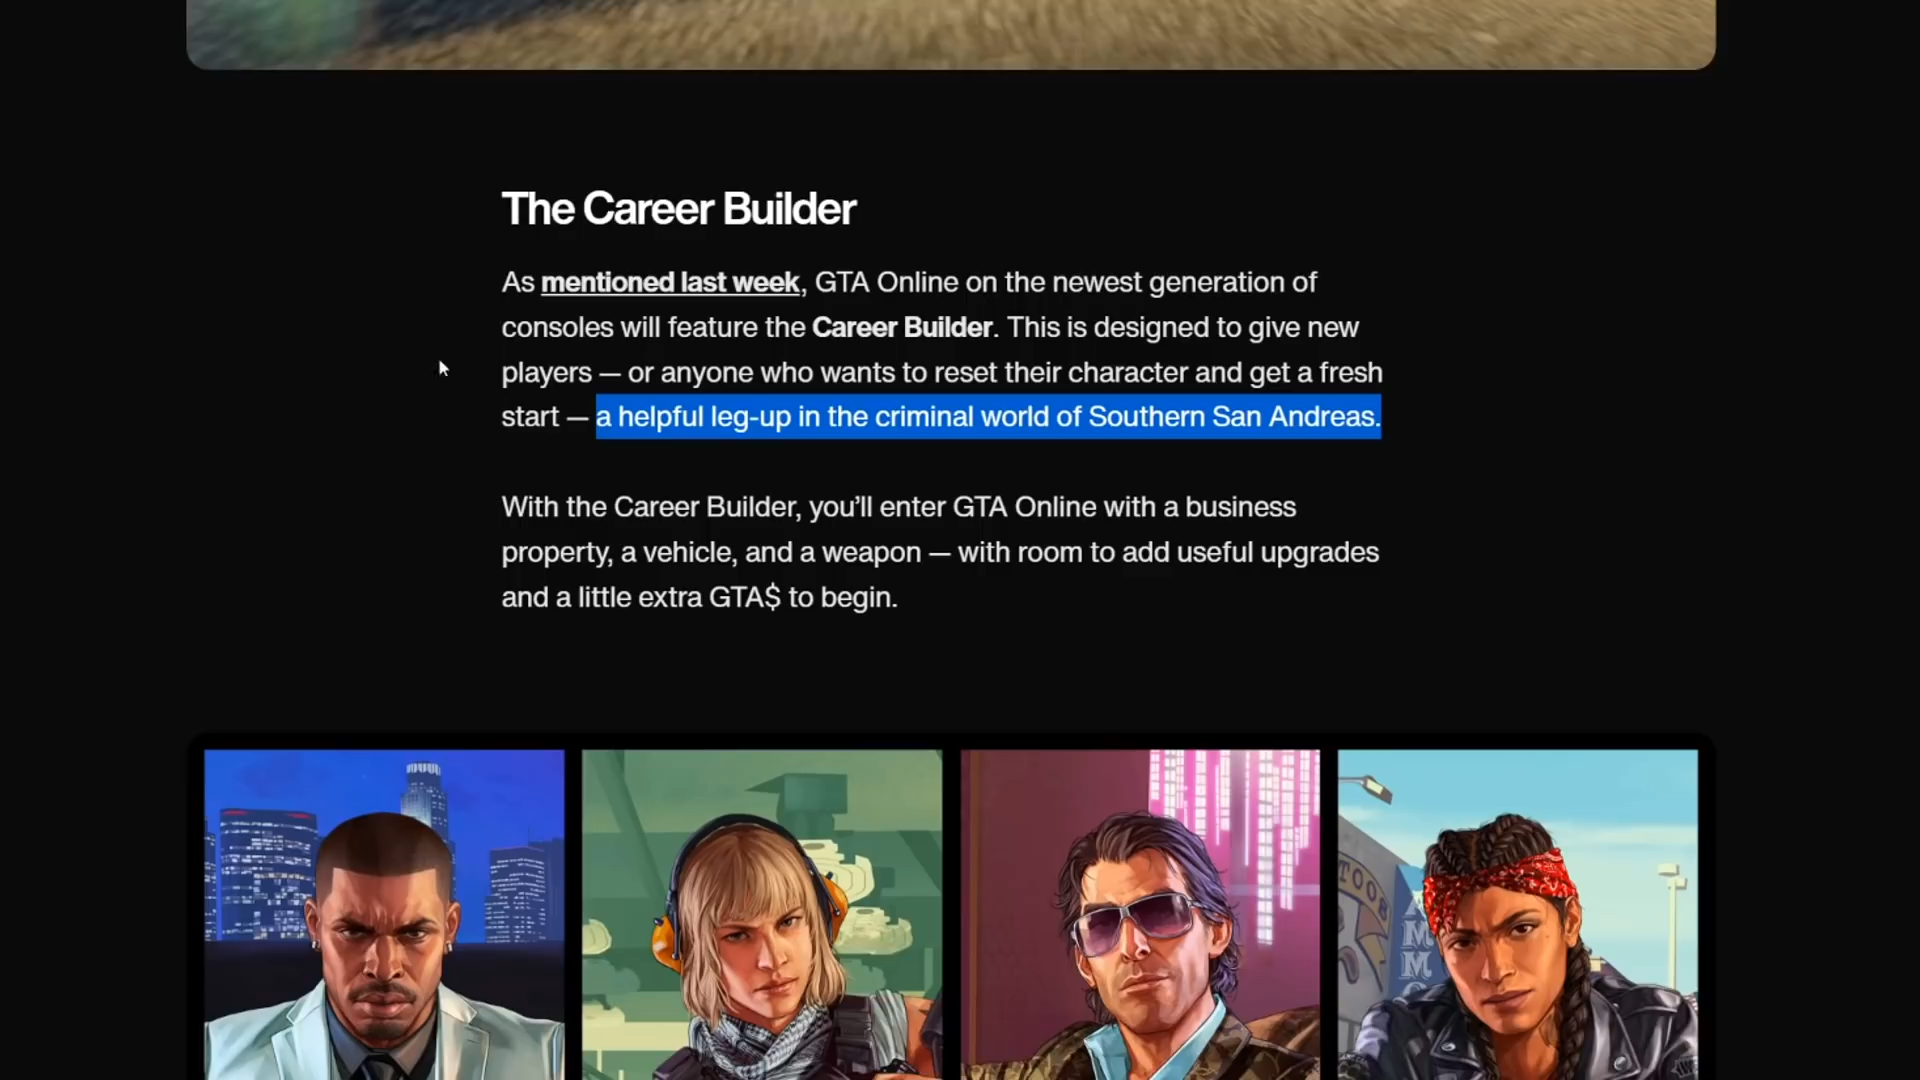 The Career Builder
As mentioned last week, GTA Online on the newest generation of
consoles will feature the Career Builder. This is designed to give new
players — or anyone who wants to reset their character and get a fresh
start — a helpful leg-up in the criminal world of Southern San Andreas.
With the Career Builder, you’ll enter GTA Online with a business
property, a vehicle, and a weapon — with room to add useful upgrades
and a little extra GTA$ to begin.